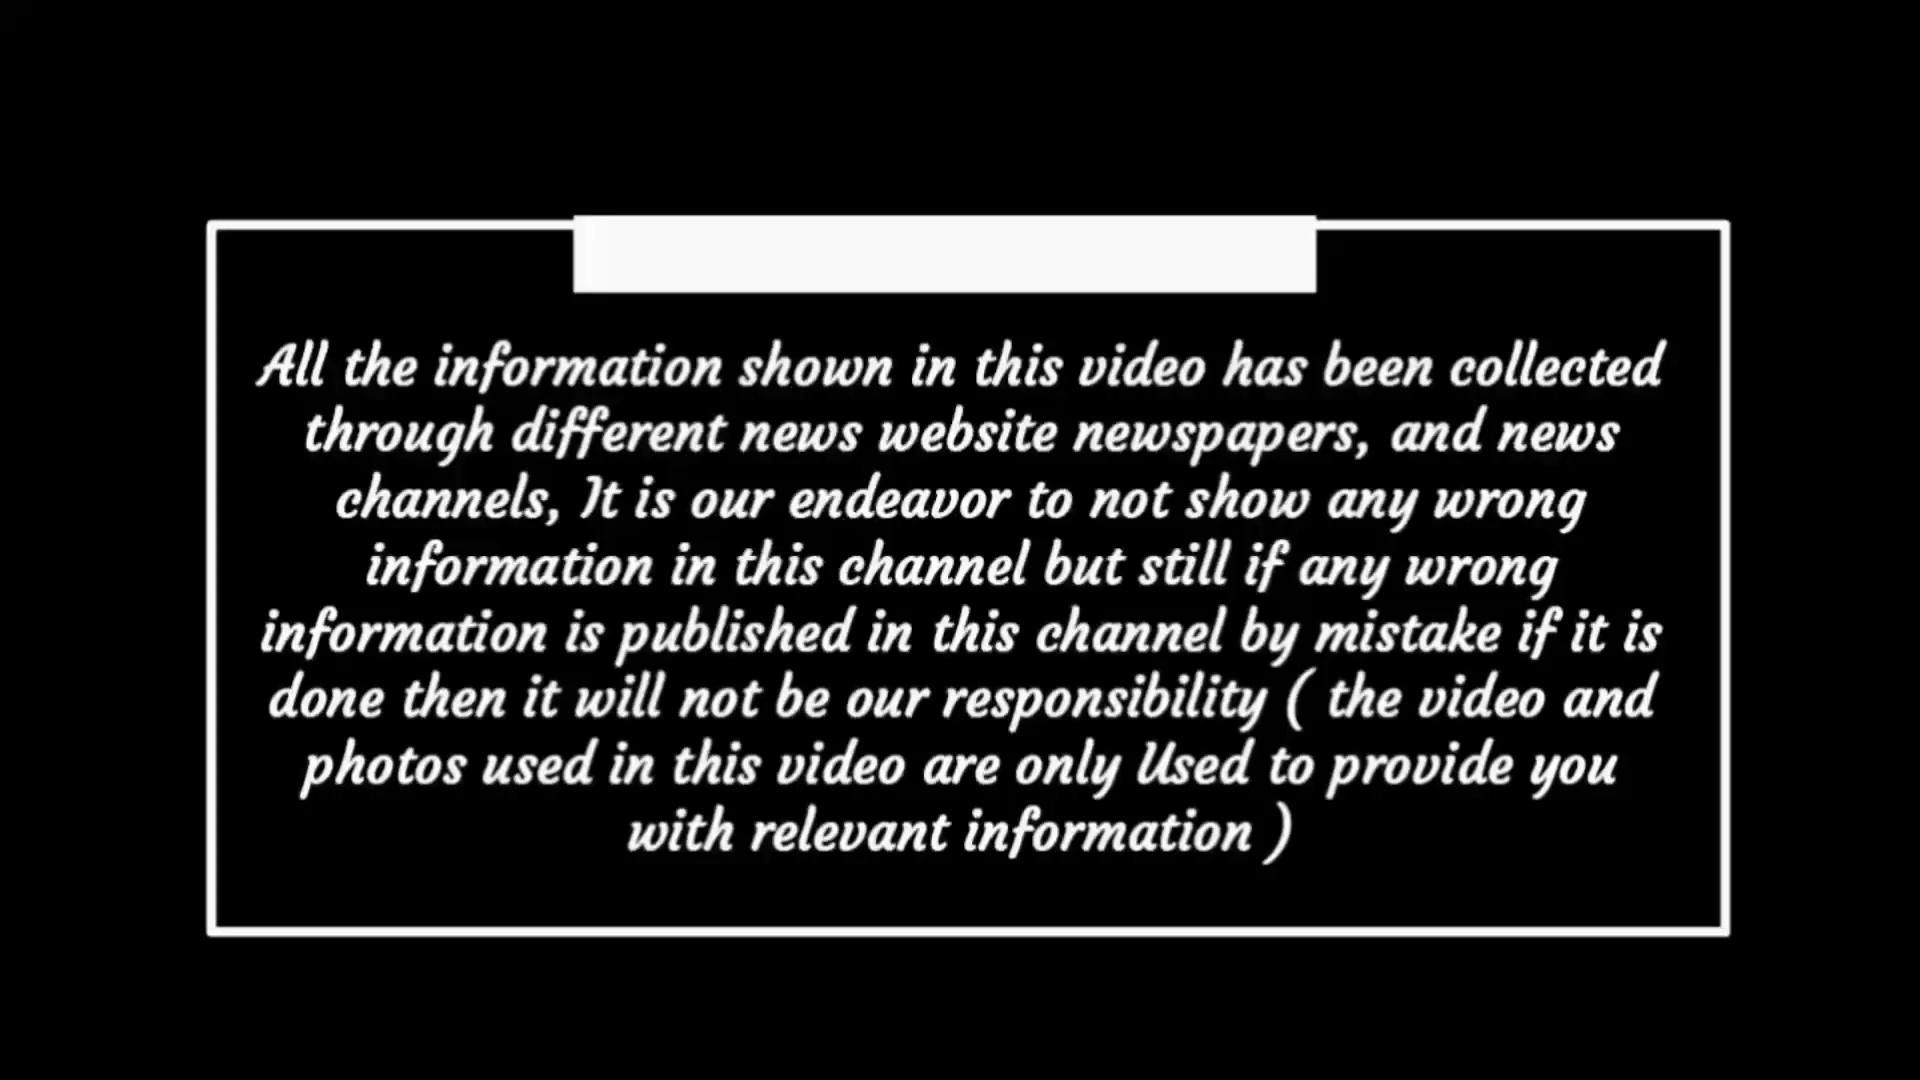 All the information shown in this video has been collected
through different news website newspapers, and news
channels, It is our endeavor to not show any wrong
information in this channel but still if any wrong
information is published in this channel by mistake if it is
done then it will not be our responsibility ( the video and
photos used in this video are only Used to provide you
with relevant information )